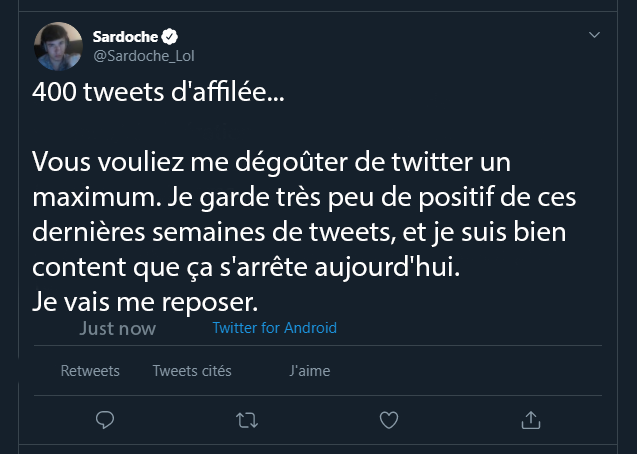 Sardoche
@Sardoche_Lol
400 tweets d'affilée...
Vous vouliez me dégoûter de twitter un
maximum. Je garde très peu de positif de ces
dernières semaines de tweets, et je suis bien
content que ça s'arrête aujourd'hui.
Je vais me reposer.
Just now Twitter for Android
Retweets Tweets cités J'aime